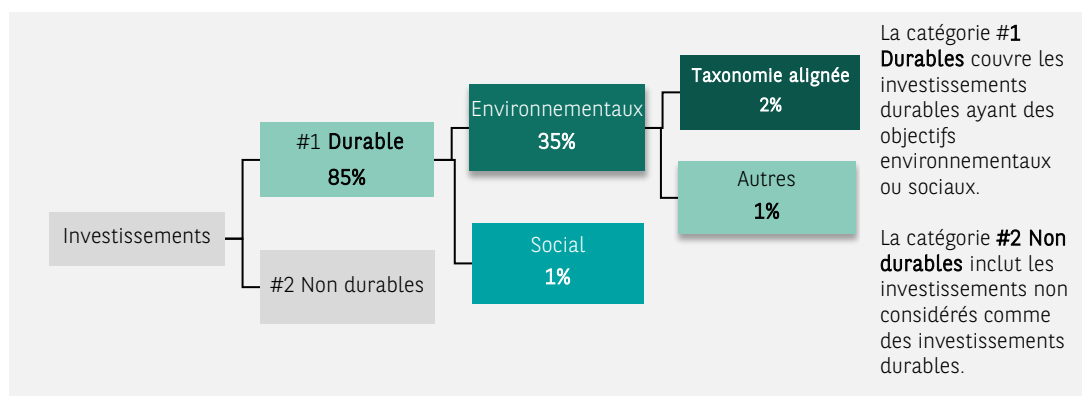 Investissements
#1 Durable
85%
#2 Non durables
Environnementaux
35%
Social
1%
Taxonomie alignée
2%
Autres
1%
La catégorie #1
Durables couvre les
investissements
durables ayant des
objectifs
environnementaux
ou sociaux.
La catégorie #2 Non
durables inclut les
investissements non
considérés comme
des investissements
durables.